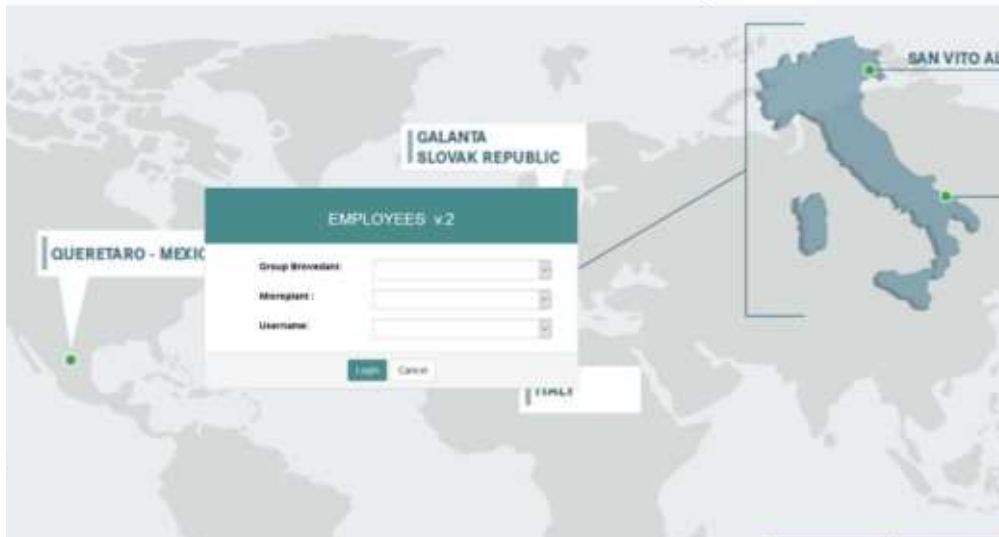 SAN VITO AL
GALANTA
SLOVAK REPUBLIC
EMPLOYEES v.2
QUERETARO - MEXIC
Group Brovedani:
Microplant :
Username:
Login Cancel
ITALY